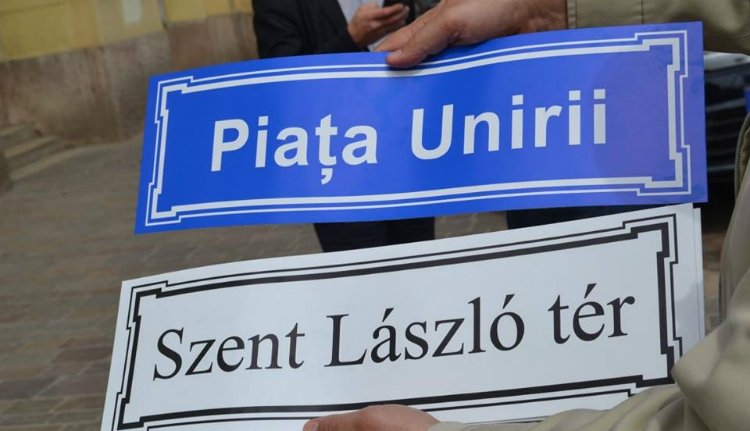 Piața Unirii
Szent László tér